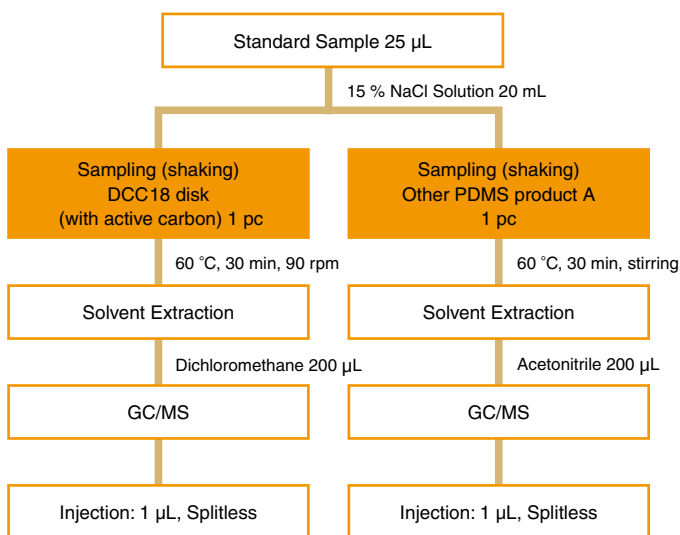 Standard Sample 25 µL
15 % NaCl Solution 20 mL
Sampling (shaking)
DCC18 disk
(with active carbon) 1 pc
Sampling (shaking)
Other PDMS product A
1 pc
60 °C, 30 min, 90 rpm
60 °C, 30 min, stirring
Solvent Extraction
Solvent Extraction
Dichloromethane 200 µL
Acetonitrile 200 µL
GC/MS
GC/MS
Injection: 1 µL, Splitless
Injection: 1 µL, Splitless